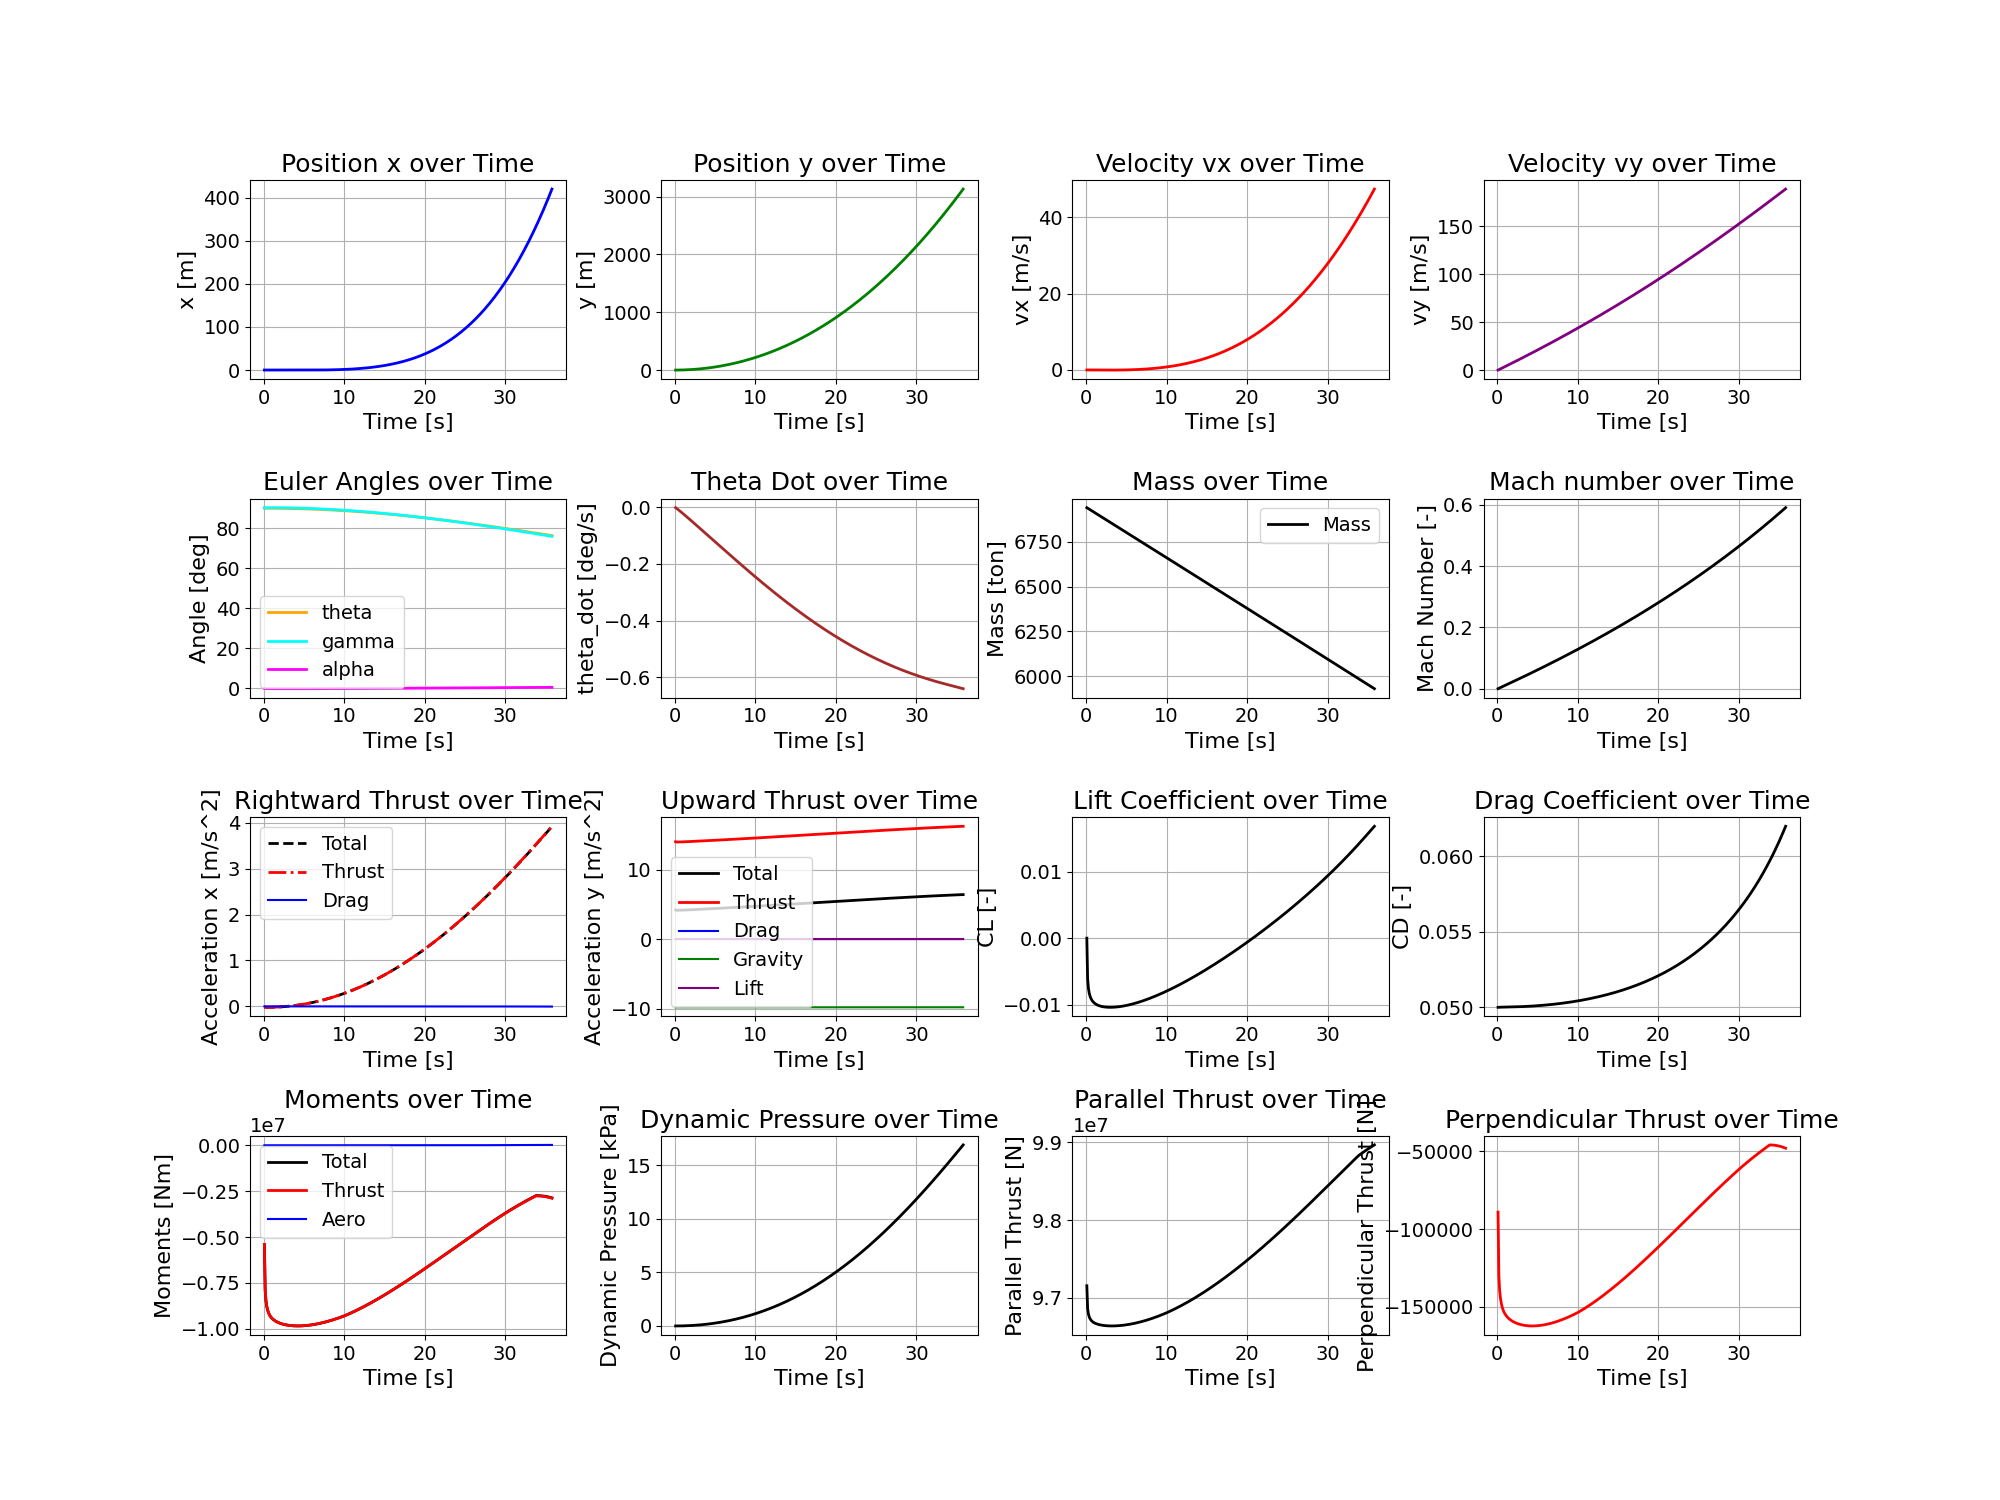 Position x over Time
x [m]
400
300
200
100
0
0 10 20 30
Time [s]
Position y over Time
y [m]
3000
2000
1000
0
0 10 20 30
Time [s]
Velocity vx over Time
vx [m/s]
40
20
0
0 10 20 30
Time [s]
Velocity vy over Time
vy [m/s]
150
100
50
0
0 10 20 30
Time [s]
Euler Angles over Time
Angle [deg]
80
60
40
20
0
theta
gamma
alpha
0 10 20 30
Time [s]
Theta Dot over Time
theta_dot [deg/s]
0.0
−0.2
−0.4
−0.6
0 10 20 30
Time [s]
Mass over Time
Mass [ton]
6750
6500
6250
6000
Mass
0 10 20 30
Time [s]
Mach number over Time
Mach Number [-]
0.6
0.4
0.2
0.0
0 10 20 30
Time [s]
Rightward Thrust over Time
Acceleration x [m/s^2]
4
3
2
1
0
Total
Thrust
Drag
0 10 20 30
Time [s]
Upward Thrust over Time
Acceleration y [m/s^2]
10
0
−10
Total
Thrust
Drag
Gravity
Lift
0 10 20 30
Time [s]
Lift Coefficient over Time
CL [-]
0.01
0.00
−0.01
0 10 20 30
Time [s]
Drag Coefficient over Time
CD [-]
0.060
0.055
0.050
0 10 20 30
Time [s]
Moments over Time
1e7
Moments [Nm]
0.00
−0.25
−0.50
−0.75
−1.00
Total
Thrust
Aero
0 10 20 30
Time [s]
Dynamic Pressure over Time
Dynamic Pressure [kPa]
15
10
5
0
0 10 20 30
Time [s]
Parallel Thrust over Time
1e7
Parallel Thrust [N]
9.9
9.8
9.7
0 10 20 30
Time [s]
Perpendicular Thrust over Time
Perpendicular Thrust [N]
−50000
−100000
−150000
0 10 20 30
Time [s]